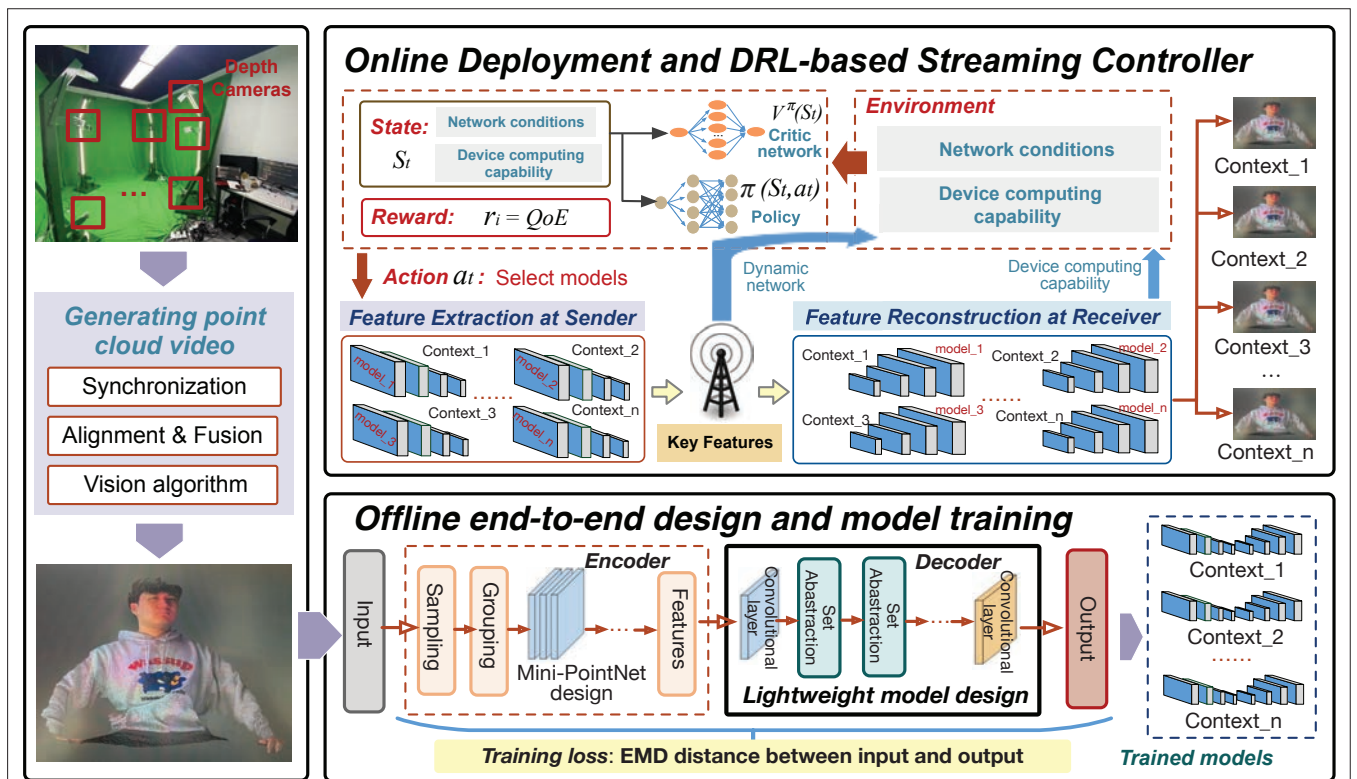 Depth
Cameras
...
Generating point
cloud video
Synchronization
Alignment & Fusion
Vision algorithm
Online Deployment and DRL-based Streaming Controller
State:
Network conditions
St
Device computing
capability
Reward: ri = QoE
Vπ(St)
Critic
network
π (St,at)
Policy
Environment
Network conditions
Device computing
capability
Action at : Select models
Dynamic
network
Device computing
capability
Feature Extraction at Sender
Context_1
model_1
Context_2
model_2
......
Context_3
model_3
Context_n
model_n
Key Features
Feature Reconstruction at Receiver
Context_1
model_1
Context_2
model_2
......
Context_3
model_3
Context_n
model_n
Context_1
Context_2
Context_3
...
Context_n
Offline end-to-end design and model training
Input
Encoder
Sampling
Grouping
Mini-PointNet
design
Features
Decoder
Convolutional
layer
Set
Abastraction
Set
Abastraction
Convolutional
layer
Lightweight model design
Output
Training loss: EMD distance between input and output
Context_1
Context_2
......
Context_n
Trained models